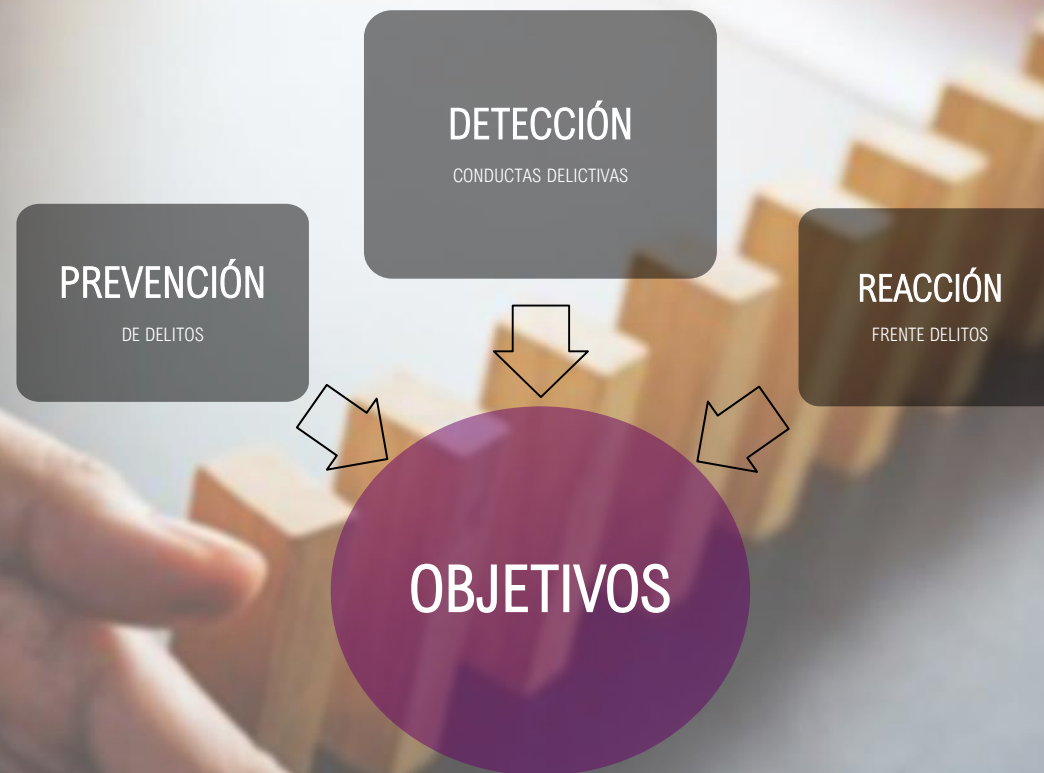 DETECCIÓN
CONDUCTAS DELICTIVAS
PREVENCIÓN
DE DELITOS
REACCIÓN
FRENTE DELITOS
OBJETIVOS